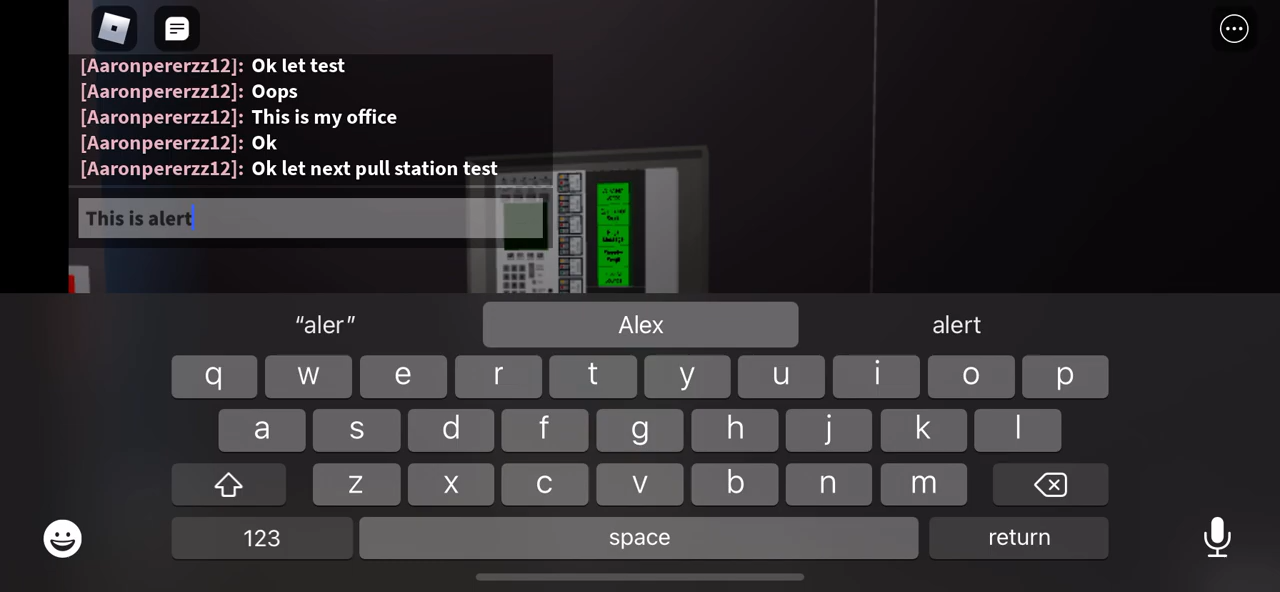 [Aaronpererzz12]: Ok let test
[Aaronpererzz12]: Oops
[Aaronpererzz12]: This is my office
[Aaronpererzz12]: Ok
[Aaronpererzz12]: Ok let next pull station test
This is alert
“aler” Alex alert
q w e r t y u i o p
a s d f g h j k l
z x c v b n m
123 space return